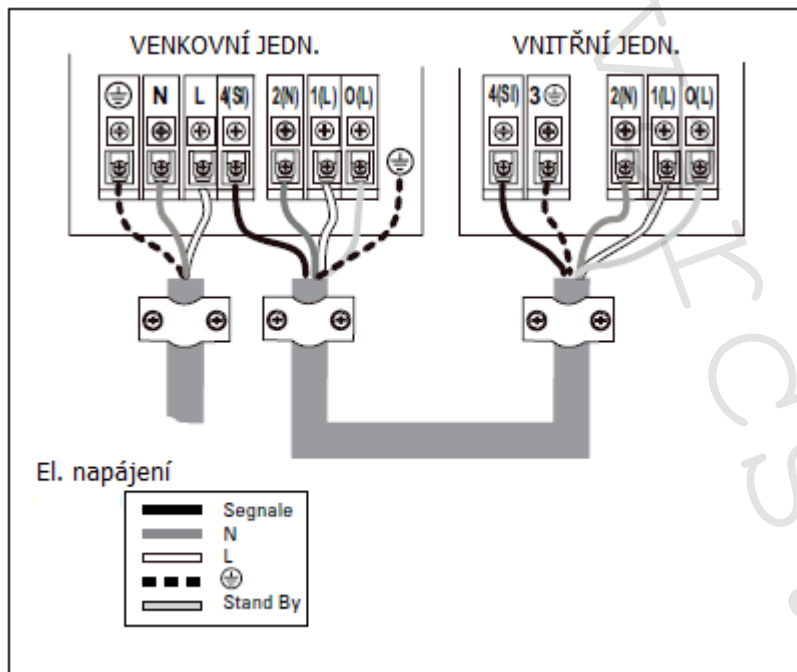 VENKOVNÍ JEDN.
VNITŘNÍ JEDN.
N L 4(SI) 2(N) 1(L) 0(L)
4(SI) 3 2(N) 1(L) 0(L)
El. napájení
Segnale
N
L
Stand By